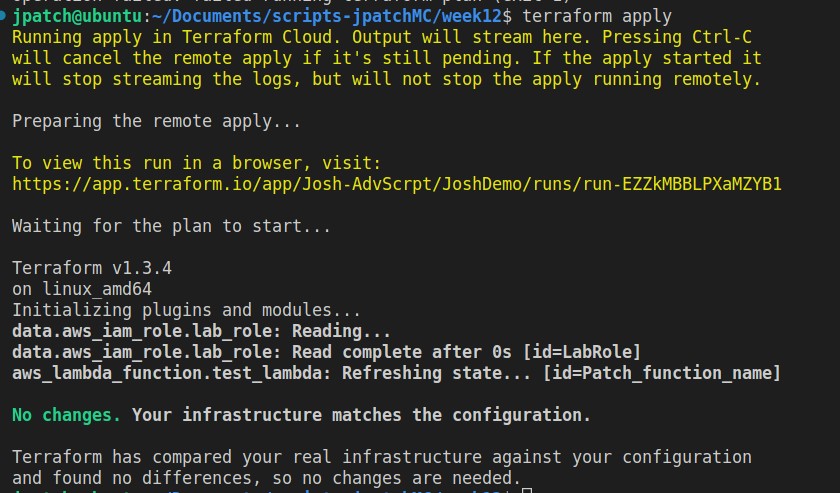 jpatch@ubuntu:~/Documents/scripts-jpatchMC/week12$ terraform apply
Running apply in Terraform Cloud. Output will stream here. Pressing Ctrl-C
will cancel the remote apply if it's still pending. If the apply started it
will stop streaming the logs, but will not stop the apply running remotely.
Preparing the remote apply...
To view this run in a browser, visit:
https://app.terraform.io/app/Josh-AdvScrpt/JoshDemo/runs/run-EZZkMBBLPXaMZYB1
Waiting for the plan to start...
Terraform v1.3.4
on linux_amd64
Initializing plugins and modules...
data.aws_iam_role.lab_role: Reading...
data.aws_iam_role.lab_role: Read complete after 0s [id=LabRole]
aws_lambda_function.test_lambda: Refreshing state... [id=Patch_function_name]
No changes. Your infrastructure matches the configuration.
Terraform has compared your real infrastructure against your configuration
and found no differences, so no changes are needed.